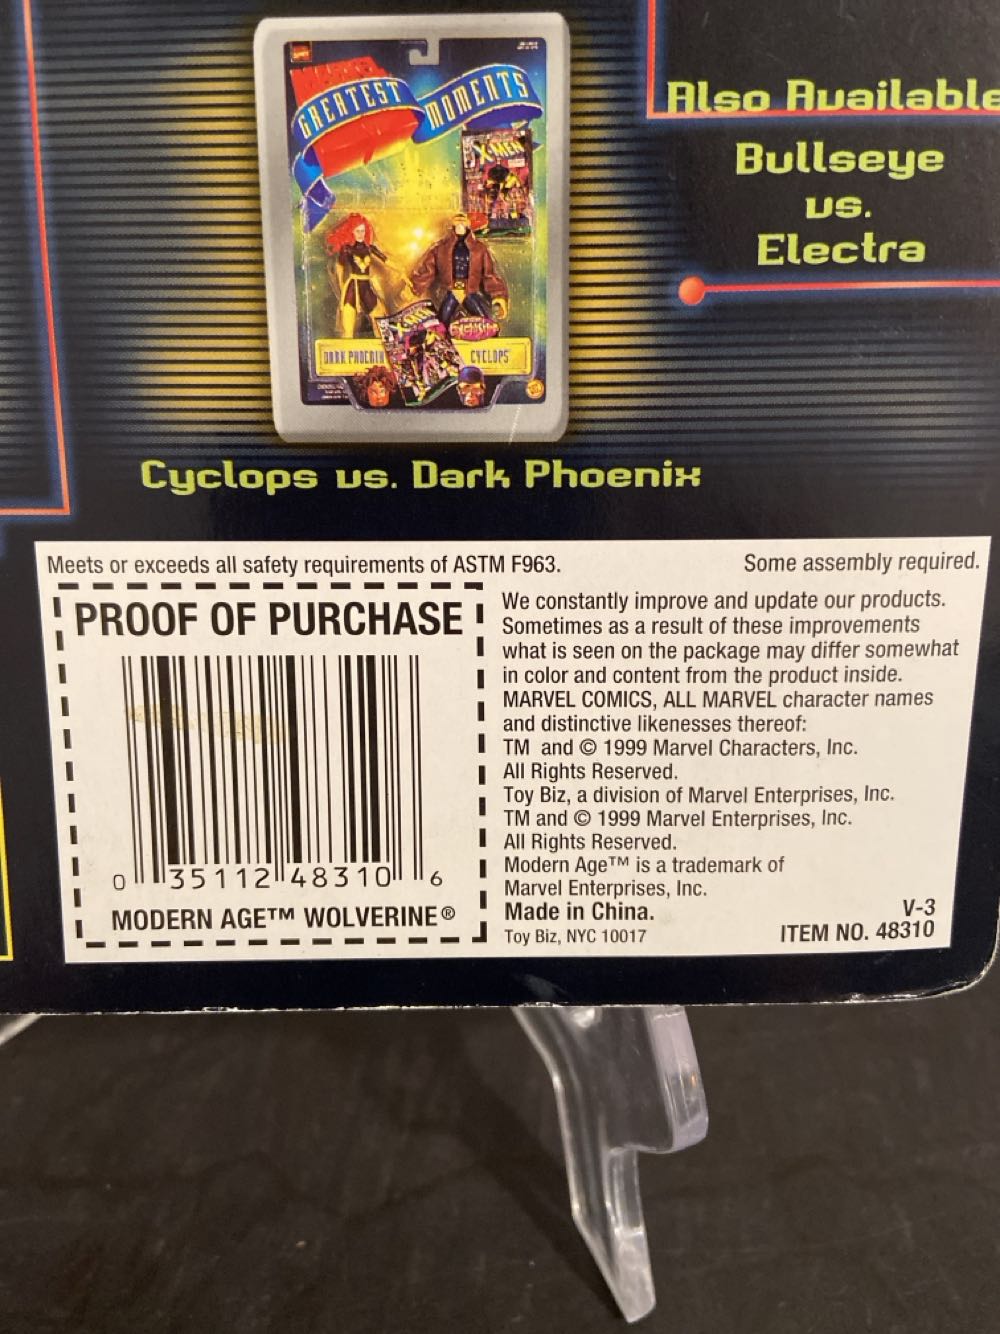 MARVEL'S
GREATEST MOMENTS
X-MEN
X-MEN
DARK PHOENIX
CYCLOPS
Also Available
Bullseye
vs.
Electra
Cyclops vs. Dark Phoenix
Meets or exceeds all safety requirements of ASTM F963.
Some assembly required.
PROOF OF PURCHASE
0 35112 48310 6
MODERN AGE™ WOLVERINE®
We constantly improve and update our products.
Sometimes as a result of these improvements
what is seen on the package may differ somewhat
in color and content from the product inside.
MARVEL COMICS, ALL MARVEL character names
and distinctive likenesses thereof:
TM and © 1999 Marvel Characters, Inc.
All Rights Reserved.
Toy Biz, a division of Marvel Enterprises, Inc.
TM and © 1999 Marvel Enterprises, Inc.
All Rights Reserved.
Modern Age™ is a trademark of
Marvel Enterprises, Inc.
Made in China.
Toy Biz, NYC 10017
V-3
ITEM NO. 48310